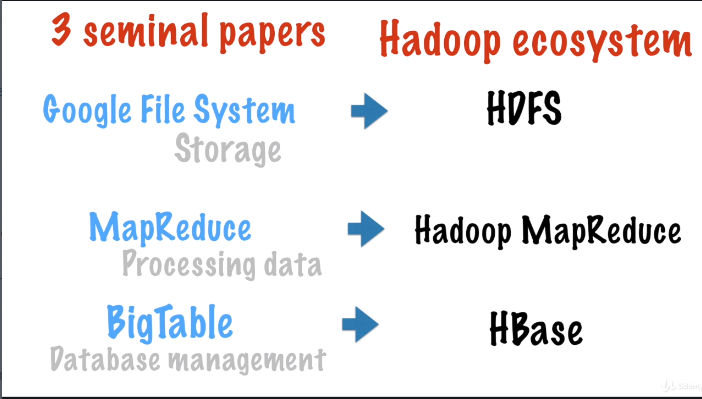 3 seminal papers
Hadoop ecosystem
Google File System
Storage
HDFS
MapReduce
Processing data
Hadoop MapReduce
BigTable
Database management
HBase
Udemy